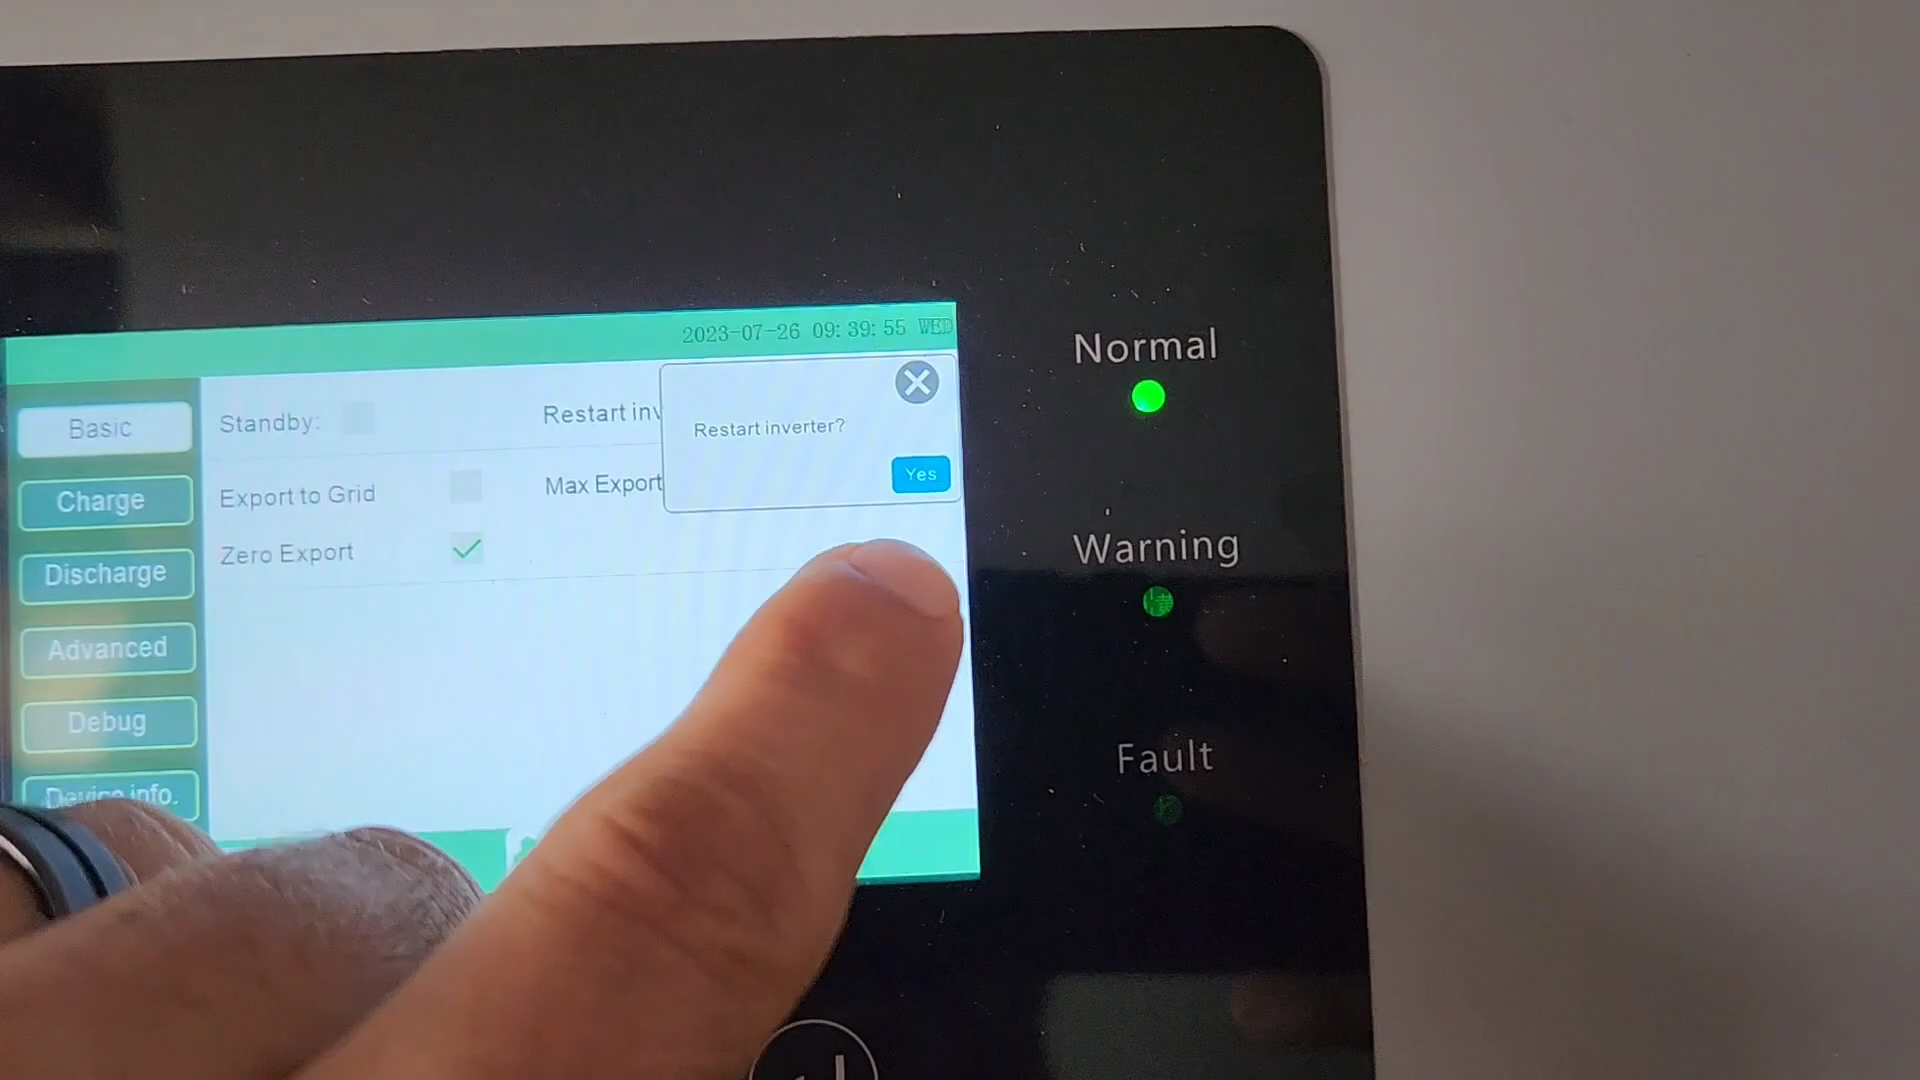 2023-07-26 09:39:55 WED
Basic
Standby:
Restart inv
Restart inverter?
Yes
Charge
Export to Grid
Max Export
Zero Export
Discharge
Advanced
Debug
Device info.
Normal
Warning
Fault